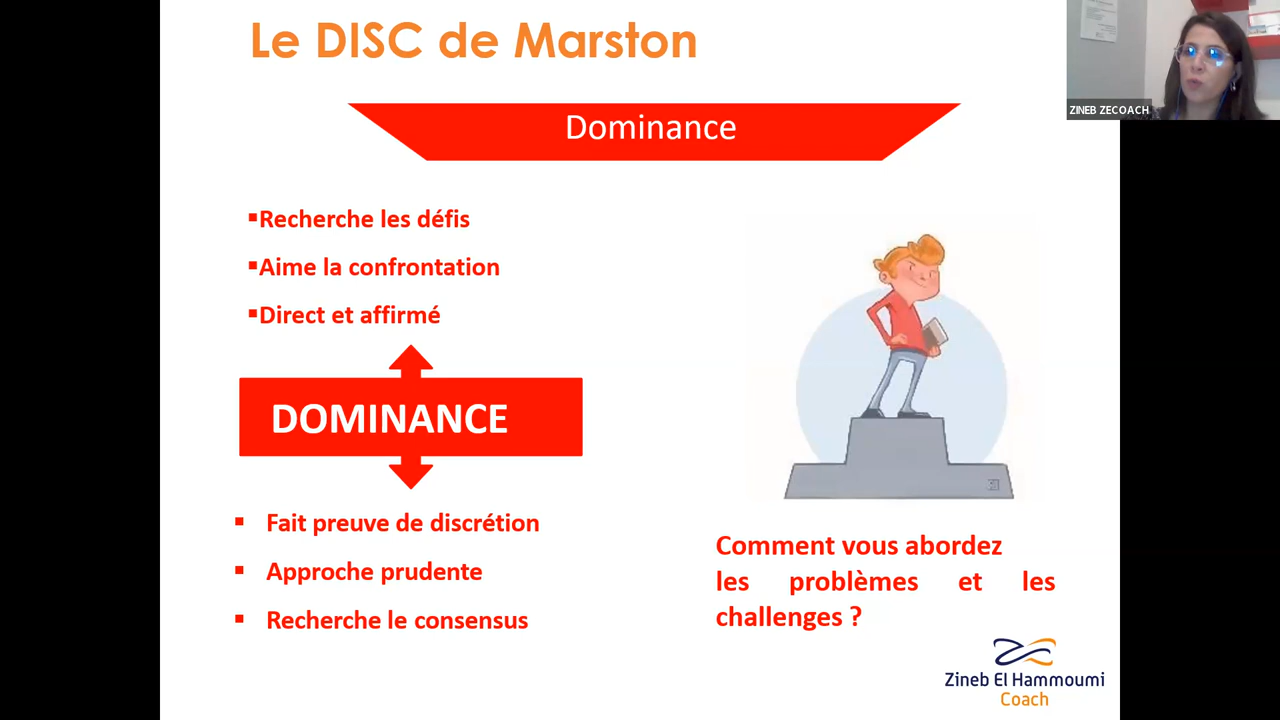 Le DISC de Marston
ZINEB ZECOACH
Dominance
▪Recherche les défis
▪Aime la confrontation
▪Direct et affirmé
DOMINANCE
▪ Fait preuve de discrétion
▪ Approche prudente
▪ Recherche le consensus
Comment vous abordez
les problèmes et les
challenges ?
Zineb El Hammoumi
Coach